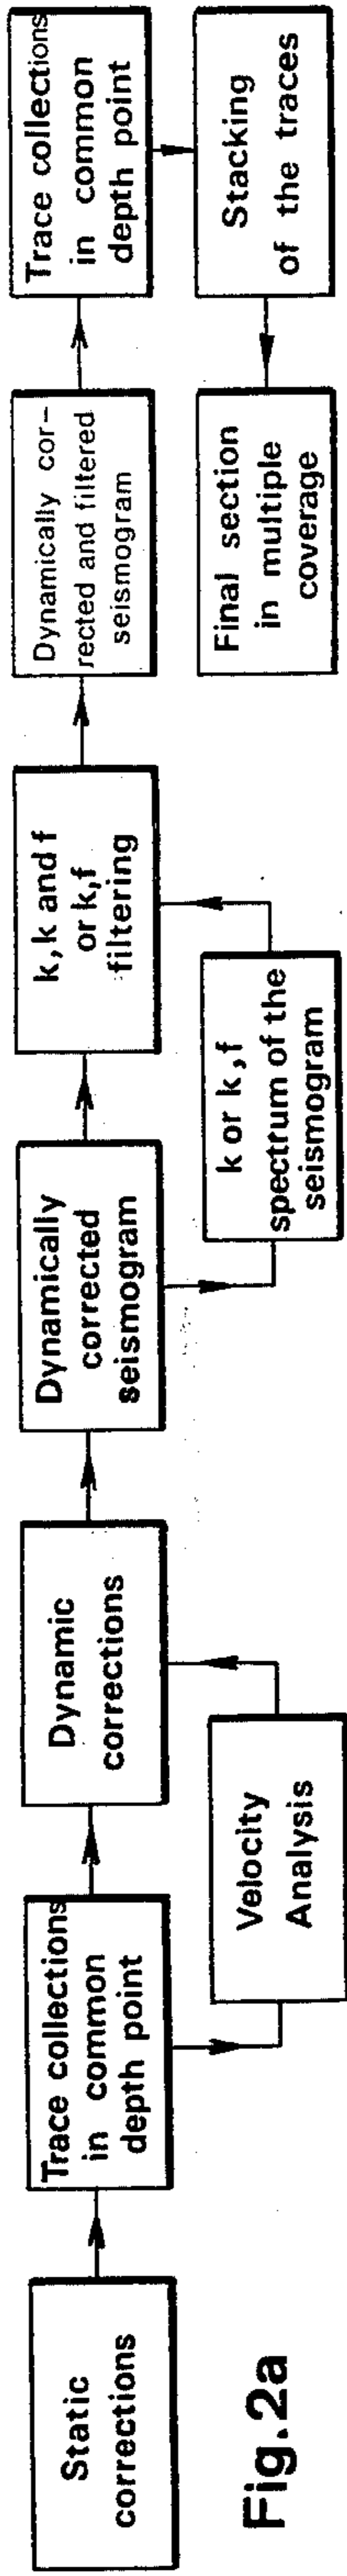 Static
corrections
Trace collections
in common
depth point
Velocity
Analysis
Dynamic
corrections
Dynamically
corrected
seismogram
k or k,f
spectrum of the
seismogram
k,k and f
or k,f
filtering
Dynamically cor-
rected and filtered
seismogram
Trace collections
in common
depth point
Stacking
of the traces
Final section
in multiple
coverage
Fig.2a